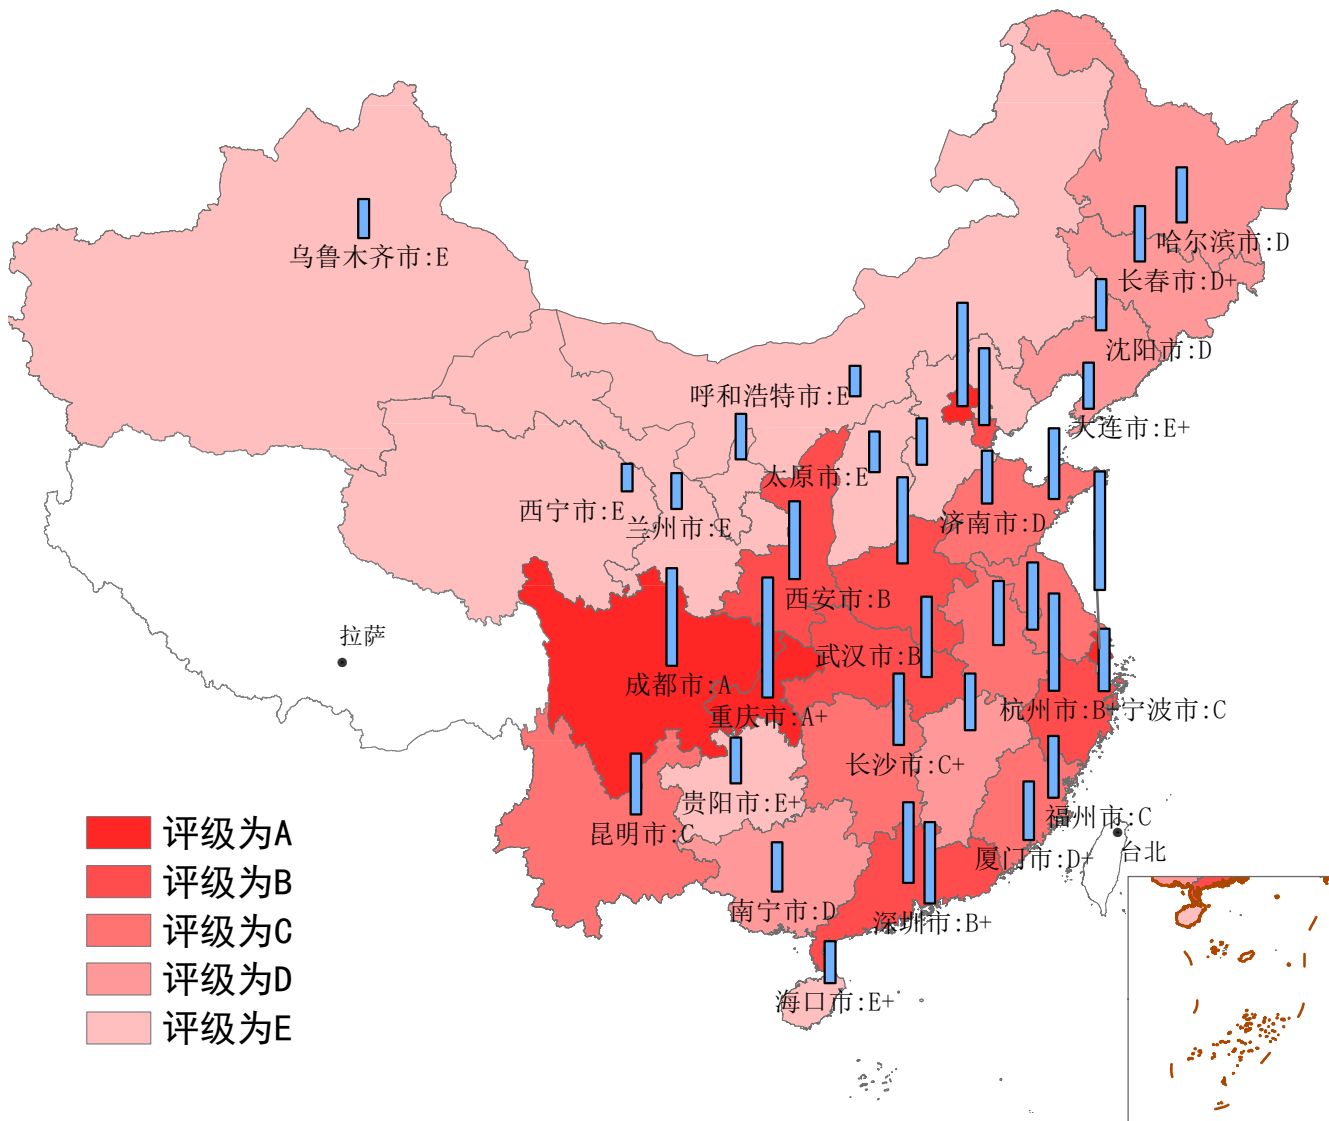 哈尔滨市:D
乌鲁木齐市:E
长春市:D+
沈阳市:D
呼和浩特市:E
大连市:E+
太原市:E
西宁市:E
兰州市:E
济南市:D
西安市:B
拉萨
武汉市:B
成都市:A
重庆市:A+
杭州市:B+
宁波市:C
长沙市:C+
贵阳市:E+
昆明市:C
福州市:C
厦门市:D+
台北
南宁市:D
深圳市:B+
海口市:E+
评级为A
评级为B
评级为C
评级为D
评级为E